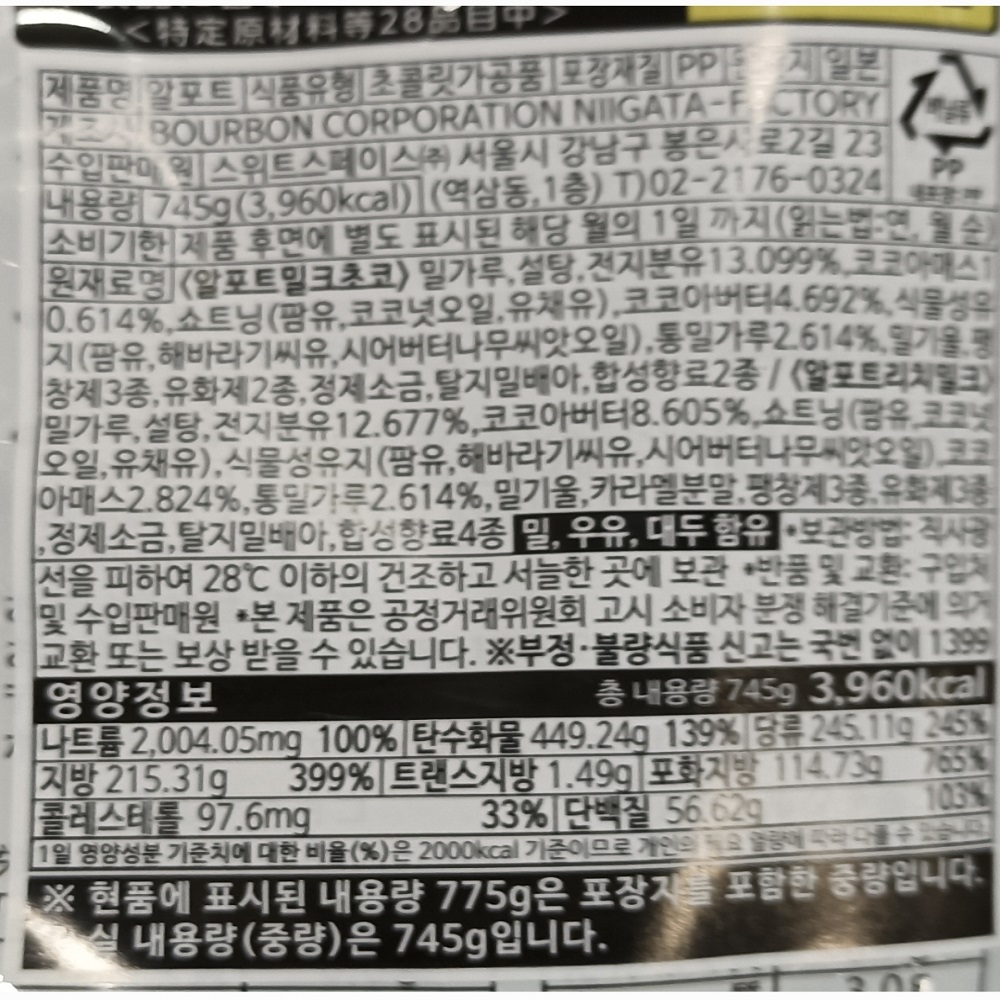 <特定原材料等28品目中>
제품명 알포트 식품유형 초콜릿가공품 포장재질 PP 일본
BOURBON CORPORATION NIIGATA-FACTORY
수입판매원 스위트스페이스㈜ 서울시 강남구 봉은사로2길 23
내용량 745g(3,960kcal) (역삼동,1층) T)02-2176-0324
PP
소비기한 제품 후면에 별도 표시된 해당 월의 1일 까지(읽는법:연, 월 순)
원재료명 〈알포트밀크초코〉 밀가루,설탕,전지분유13.099%,코코아매스1
0.614%,쇼트닝(팜유,코코넛오일,유채유),코코아버터4.692%,식물성유
지(팜유,해바라기씨유,시어버터나무씨앗오일),통밀가루2.614%,밀기울,팽
창제3종,유화제2종,정제소금,탈지밀배아,합성향료2종 / 〈알포트리치밀크〉
밀가루,설탕,전지분유12.677%,코코아버터8.605%,쇼트닝(팜유,코코넛
오일,유채유),식물성유지(팜유,해바라기씨유,시어버터나무씨앗오일),코코
아매스2.824%,통밀가루2.614%,밀기울,카라멜분말,팽창제3종,유화제3종
,정제소금,탈지밀배아,합성향료4종 밀, 우유, 대두 함유 •보관방법: 직사광
선을 피하여 28℃ 이하의 건조하고 서늘한 곳에 보관 •반품 및 교환: 구입처
및 수입판매원 •본 제품은 공정거래위원회 고시 소비자 분쟁 해결기준에 의거
교환 또는 보상 받을 수 있습니다. ※부정·불량식품 신고는 국번 없이 1399
영양정보 총 내용량 745g 3,960kcal
나트륨 2,004.05mg 100% 탄수화물 449.24g 139% 당류 245.11g 245%
지방 215.31g 399% 트랜스지방 1.49g 포화지방 114.73g 765%
콜레스테롤 97.6mg 33% 단백질 56.62g 103%
1일 영양성분 기준치에 대한 비율(%)은 2000kcal 기준이므로 개인의 필요 열량에 따라 다를 수 있습니다
※ 현품에 표시된 내용량 775g은 포장지를 포함한 중량입니다.
실 내용량(중량)은 745g입니다.